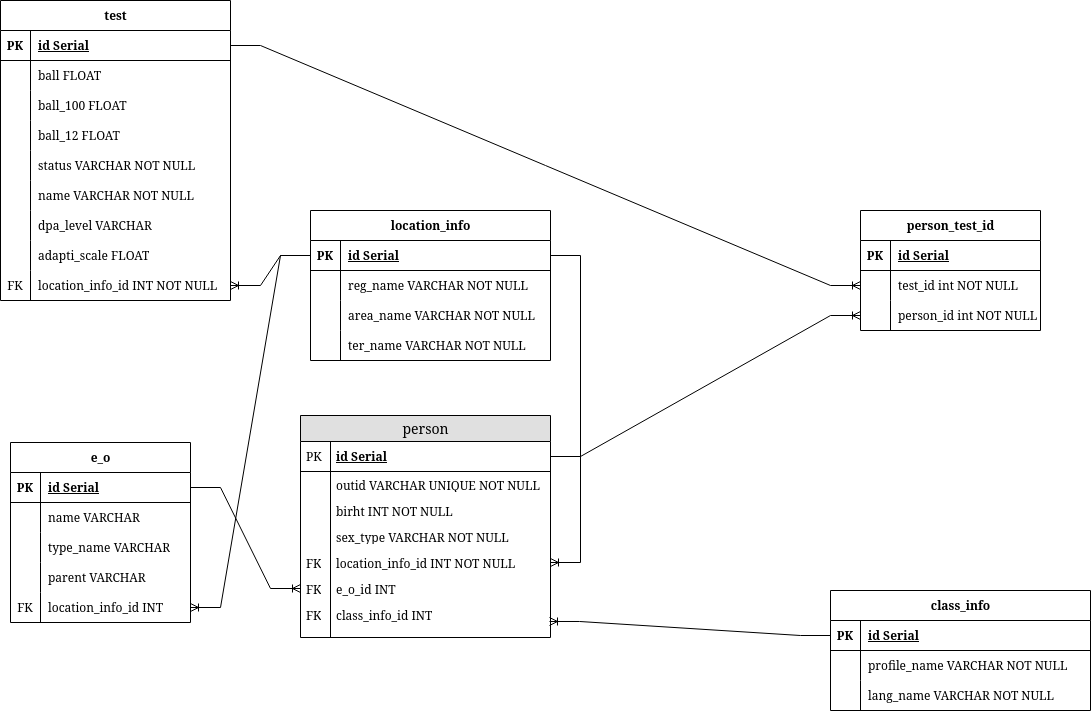 test
PK id Serial
ball FLOAT
ball_100 FLOAT
ball_12 FLOAT
status VARCHAR NOT NULL
name VARCHAR NOT NULL
dpa_level VARCHAR
adapti_scale FLOAT
FK location_info_id INT NOT NULL
location_info
PK id Serial
reg_name VARCHAR NOT NULL
area_name VARCHAR NOT NULL
ter_name VARCHAR NOT NULL
person_test_id
PK id Serial
test_id int NOT NULL
person_id int NOT NULL
e_o
PK id Serial
name VARCHAR
type_name VARCHAR
parent VARCHAR
FK location_info_id INT
person
PK id Serial
outid VARCHAR UNIQUE NOT NULL
birht INT NOT NULL
sex_type VARCHAR NOT NULL
FK location_info_id INT NOT NULL
FK e_o_id INT
FK class_info_id INT
class_info
PK id Serial
profile_name VARCHAR NOT NULL
lang_name VARCHAR NOT NULL